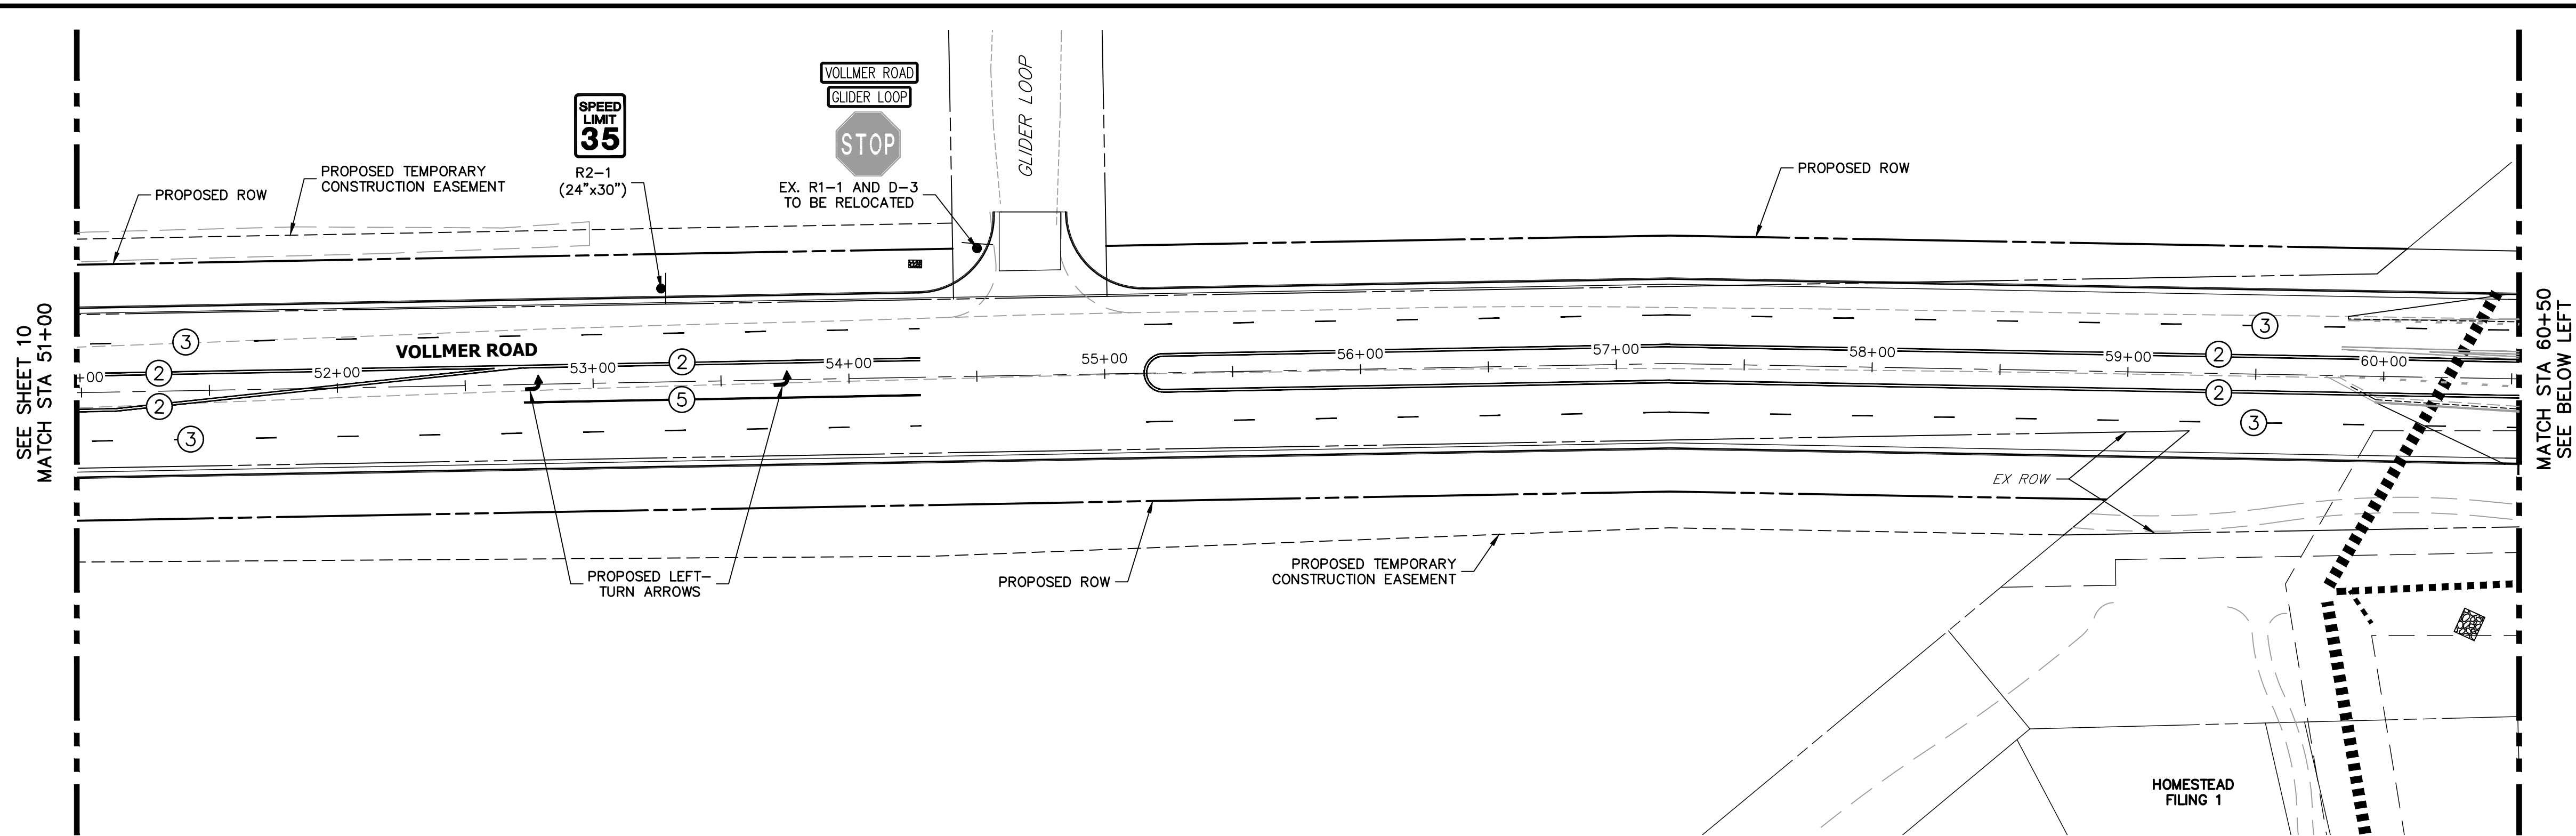 VOLLMER ROAD
GLIDER LOOP
STOP
EX. R1-1 AND D-3
TO BE RELOCATED
SPEED
LIMIT
35
R2-1
(24"x30")
GLIDER LOOP
PROPOSED TEMPORARY
CONSTRUCTION EASEMENT
PROPOSED ROW
PROPOSED ROW
SEE SHEET 10
MATCH STA 51+00
MATCH STA 60+50
SEE BELOW LEFT
3
3
VOLLMER ROAD
2
+00
52+00
53+00
2
54+00
55+00
56+00
57+00
58+00
59+00
2
60+00
2
5
2
3
3
EX ROW
PROPOSED LEFT-
TURN ARROWS
PROPOSED ROW
PROPOSED TEMPORARY
CONSTRUCTION EASEMENT
HOMESTEAD
FILING 1